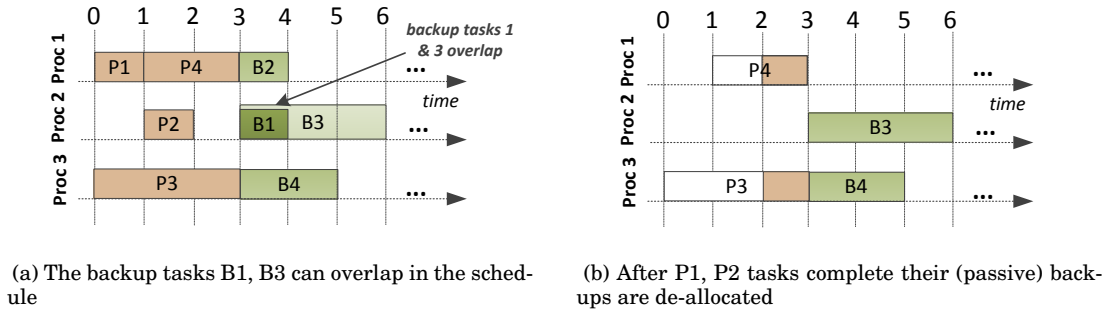 0 1 2 3 4 5 6
backup tasks 1
& 3 overlap
Proc 1
P1 P4 B2 ...
time
Proc 2
P2 B1 B3 ...
Proc 3
P3 B4 ...
(a) The backup tasks B1, B3 can overlap in the sched-
ule
0 1 2 3 4 5 6
Proc 1
P4 ...
time
Proc 2
B3 ...
Proc 3
P3 B4 ...
(b) After P1, P2 tasks complete their (passive) back-
ups are de-allocated